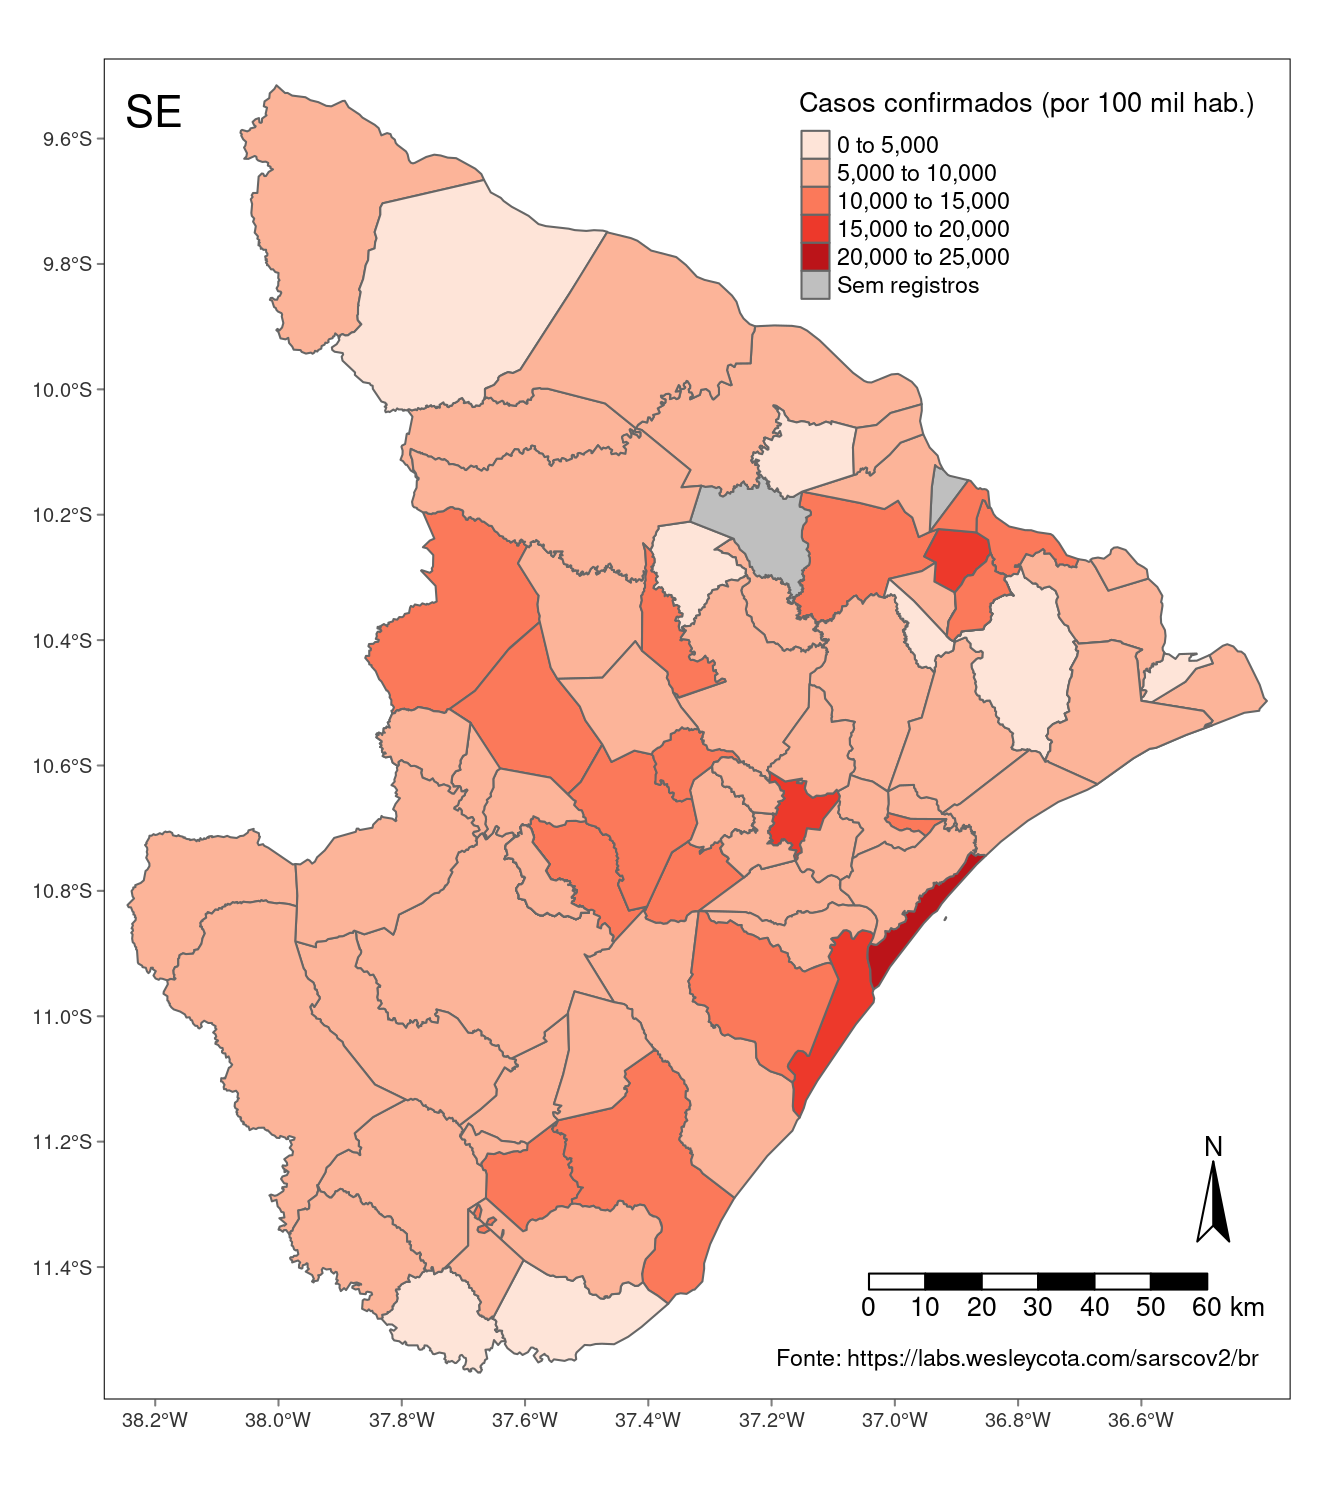 SE
Casos confirmados (por 100 mil hab.)
0 to 5,000
5,000 to 10,000
10,000 to 15,000
15,000 to 20,000
20,000 to 25,000
Sem registros
9.6°S
9.8°S
10.0°S
10.2°S
10.4°S
10.6°S
10.8°S
11.0°S
11.2°S
11.4°S
N
0 10 20 30 40 50 60 km
Fonte: https://labs.wesleycota.com/sarscov2/br
38.2°W 38.0°W 37.8°W 37.6°W 37.4°W 37.2°W 37.0°W 36.8°W 36.6°W